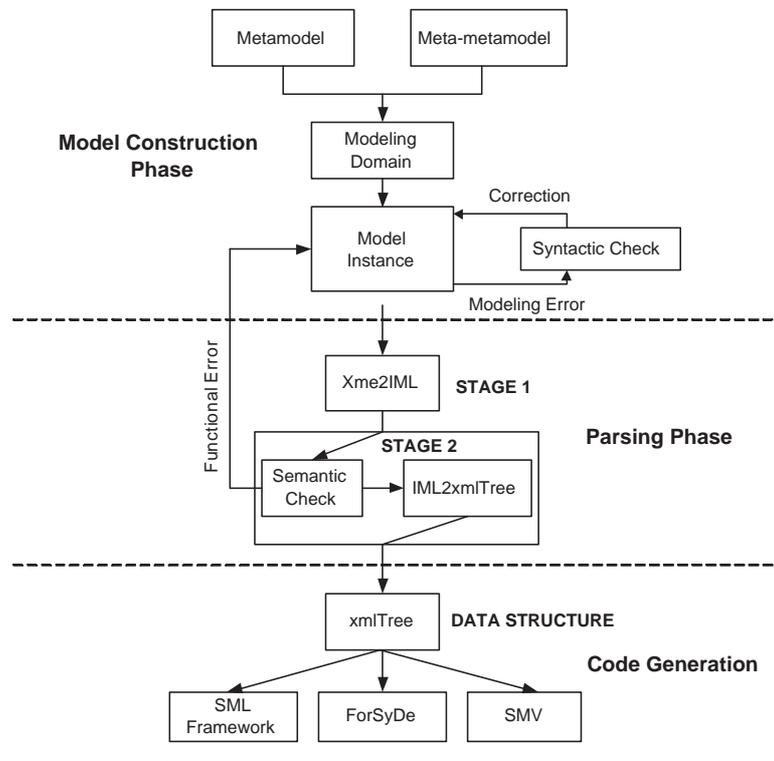 Metamodel
Meta-metamodel
Model Construction
Phase
Modeling
Domain
Correction
Model
Instance
Syntactic Check
Modeling Error
Functional Error
Xme2IML
STAGE 1
Parsing Phase
STAGE 2
Semantic
Check
IML2xmlTree
xmlTree
DATA STRUCTURE
Code Generation
SML
Framework
ForSyDe
SMV